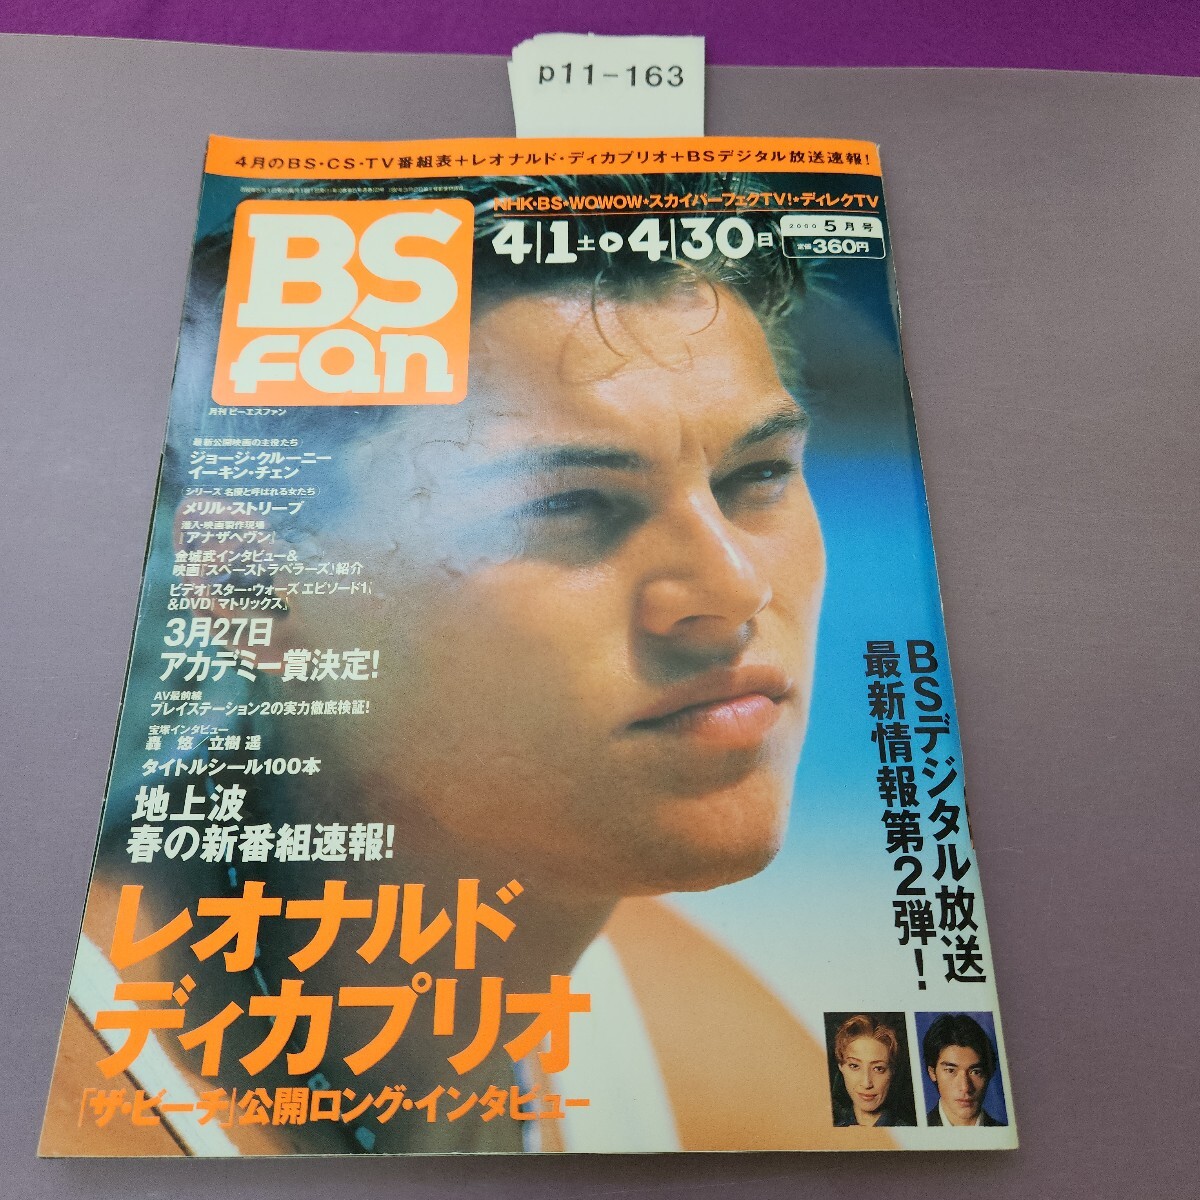 p11-163
4月のBS・CS・TV番組表+レオナルド・ディカプリオ+BSデジタル放送速報!
NHK・BS★WOWOW★スカイパーフェクTV!★ディレクTV
4/1土▶4/30日
2000 5月号
定価360円
BS
fan
月刊 ビーエスファン
最新公開映画の主役たち
ジョージ・クルーニー
イーキン・チェン
シリーズ 名優と呼ばれる女たち
メリル・ストリープ
潜入・映画製作現場
『アナザヘヴン』
金城武インタビュー&
映画『スペーストラベラーズ』紹介
ビデオ『スター・ウォーズ エピソード1』
&DVD『マトリックス』
3月27日
アカデミー賞決定!
AV最前線
プレイステーション2の実力徹底検証!
宝塚インタビュー
轟 悠/立樹 遥
タイトルシール100本
地上波
春の新番組速報!
レオナルド
ディカプリオ
「ザ・ビーチ」公開ロング・インタビュー
BSデジタル放送
最新情報第2弾!